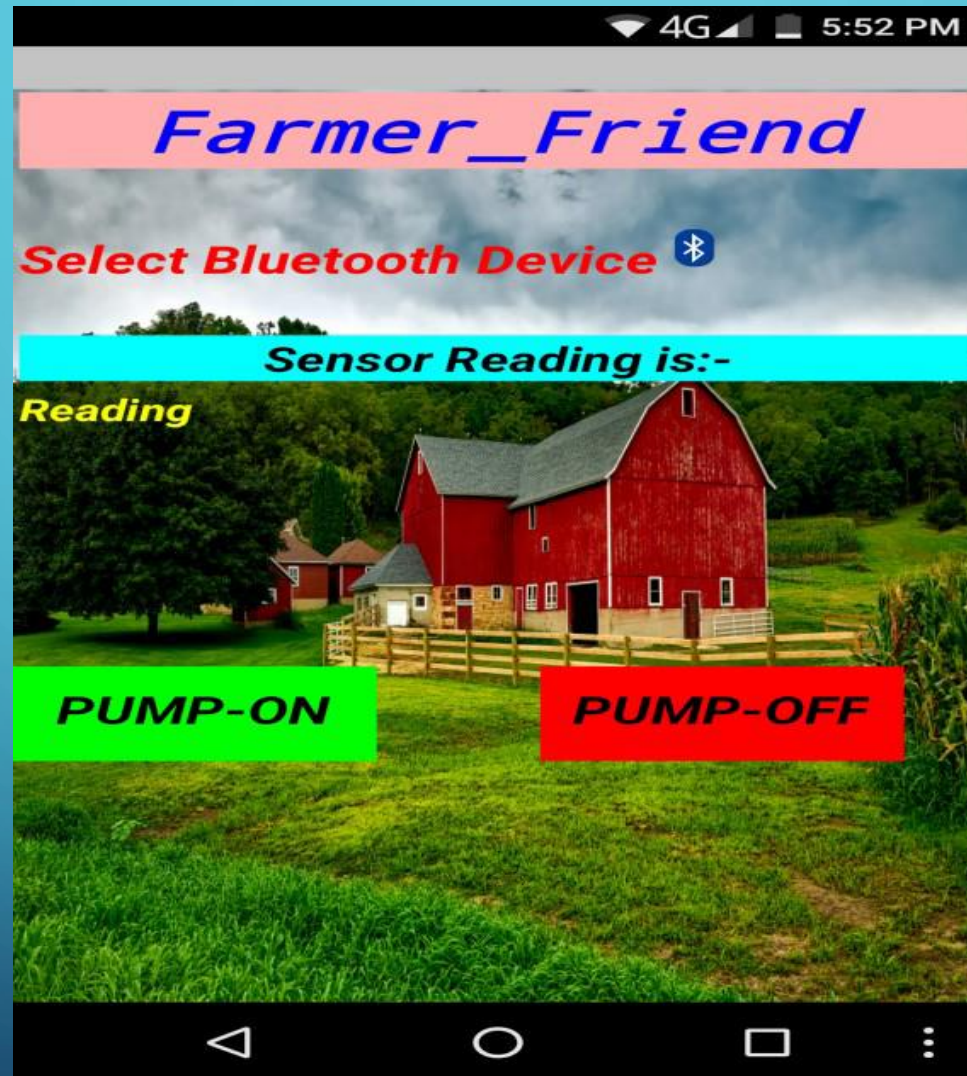 4G 5:52 PM
Farmer_Friend
Select Bluetooth Device
Sensor Reading is:-
Reading
PUMP-ON PUMP-OFF